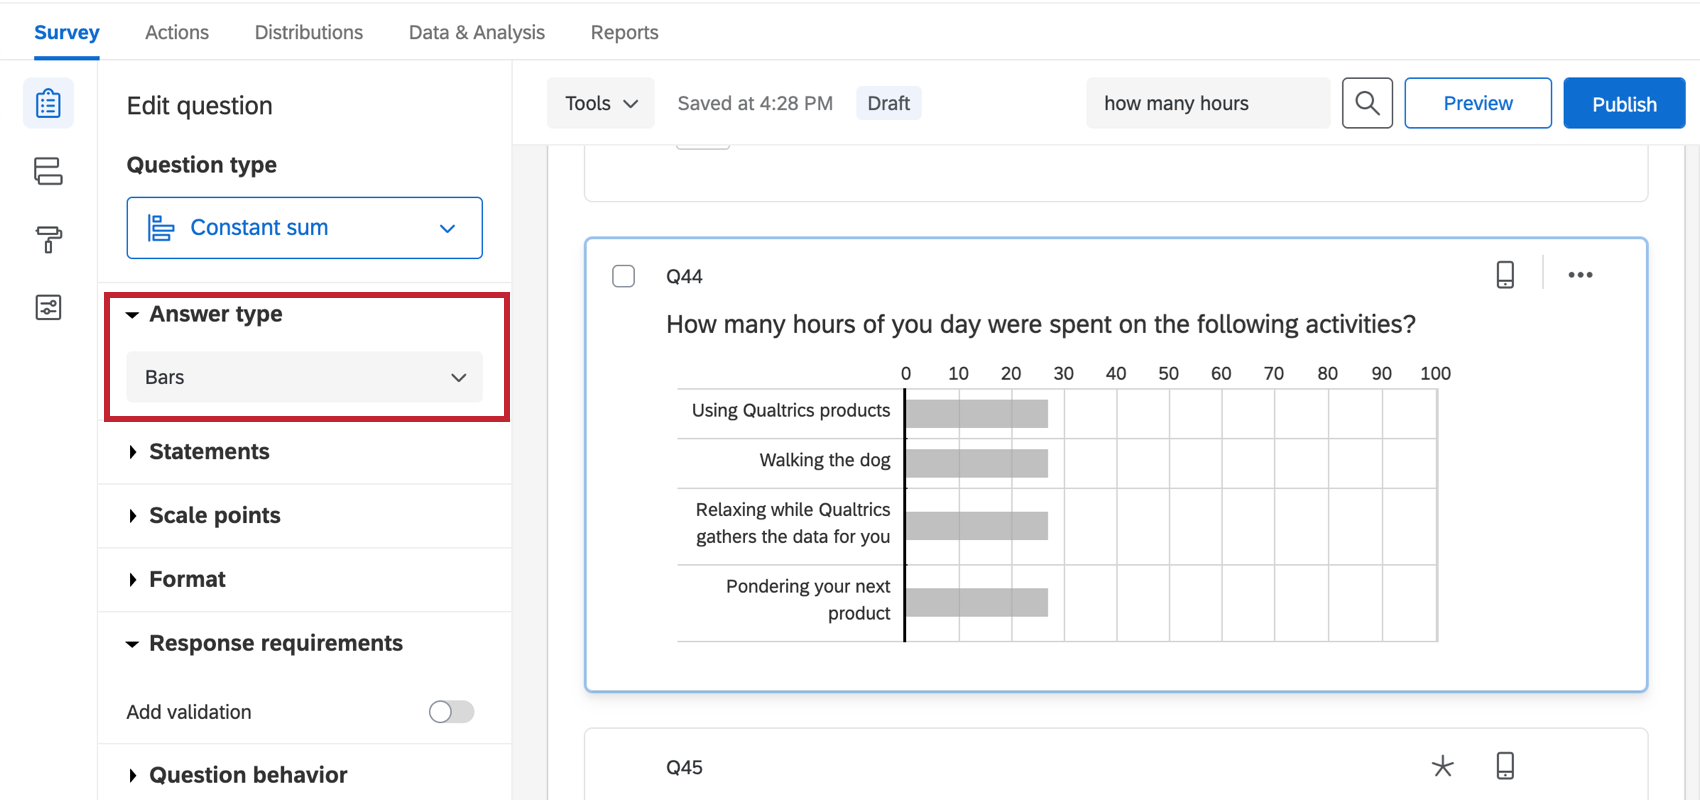 Survey
Actions
Distributions
Data & Analysis
Reports
Edit question
Tools
Saved at 4:28 PM
Draft
how many hours
Preview
Publish
Question type
Constant sum
Answer type
Bars
Statements
Scale points
Format
Response requirements
Add validation
Question behavior
Q44
How many hours of you day were spent on the following activities?
0 10 20 30 40 50 60 70 80 90 100
Using Qualtrics products
Walking the dog
Relaxing while Qualtrics
gathers the data for you
Pondering your next
product
Q45